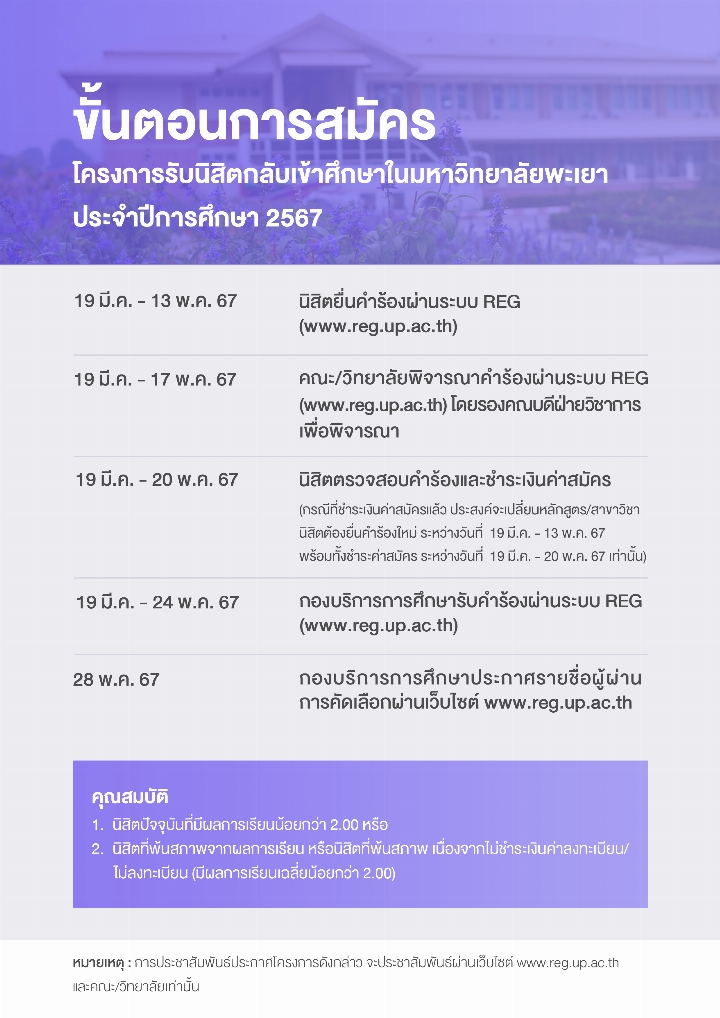 ขั้นตอนการสมัคร
โครงการรับนิสิตกลับเข้าศึกษาในมหาวิทยาลัยพะเยา
ประจำปีการศึกษา 2567
19 มี.ค. - 13 พ.ค. 67
นิสิตยื่นคำร้องผ่านระบบ REG
(www.reg.up.ac.th)
19 มี.ค. - 17 พ.ค. 67
คณะ/วิทยาลัยพิจารณาคำร้องผ่านระบบ REG
(www.reg.up.ac.th) โดยรองคณบดีฝ่ายวิชาการ
เพื่อพิจารณา
19 มี.ค. - 20 พ.ค. 67
นิสิตตรวจสอบคำร้องและชำระเงินค่าสมัคร
(กรณีที่ชำระเงินค่าสมัครแล้ว ประสงค์จะเปลี่ยนหลักสูตร/สาขาวิชา
นิสิตต้องยื่นคำร้องใหม่ ระหว่างวันที่ 19 มี.ค. - 13 พ.ค. 67
พร้อมทั้งชำระค่าสมัคร ระหว่างวันที่ 19 มี.ค. - 20 พ.ค. 67 เท่านั้น)
19 มี.ค. - 24 พ.ค. 67
กองบริการการศึกษารับคำร้องผ่านระบบ REG
(www.reg.up.ac.th)
28 พ.ค. 67
กองบริการการศึกษาประกาศรายชื่อผู้ผ่าน
การคัดเลือกผ่านเว็บไซต์ www.reg.up.ac.th
คุณสมบัติ
1. นิสิตปัจจุบันที่มีผลการเรียนน้อยกว่า 2.00 หรือ
2. นิสิตที่พ้นสภาพจากผลการเรียน หรือนิสิตที่พ้นสภาพ เนื่องจากไม่ชำระเงินค่าลงทะเบียน/
ไม่ลงทะเบียน (มีผลการเรียนเฉลี่ยน้อยกว่า 2.00)
หมายเหตุ : การประชาสัมพันธ์ประกาศโครงการดังกล่าว จะประชาสัมพันธ์ผ่านเว็บไซต์ www.reg.up.ac.th
และคณะ/วิทยาลัยเท่านั้น